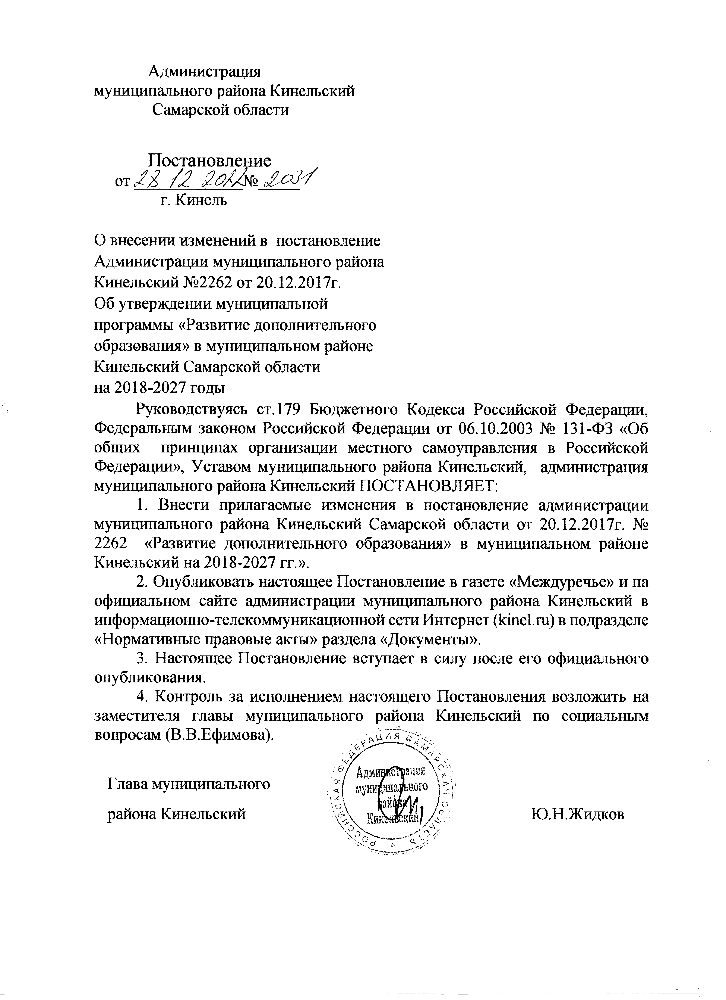 Администрация
муниципального района Кинельский
Самарской области
Постановление
от 28 12 2022 № 2031
г. Кинель
О внесении изменений в постановление
Администрации муниципального района
Кинельский №2262 от 20.12.2017г.
Об утверждении муниципальной
программы «Развитие дополнительного
образования» в муниципальном районе
Кинельский Самарской области
на 2018-2027 годы
Руководствуясь ст.179 Бюджетного Кодекса Российской Федерации,
Федеральным законом Российской Федерации от 06.10.2003 № 131-ФЗ «Об
общих принципах организации местного самоуправления в Российской
Федерации», Уставом муниципального района Кинельский, администрация
муниципального района Кинельский ПОСТАНОВЛЯЕТ:
1. Внести прилагаемые изменения в постановление администрации
муниципального района Кинельский Самарской области от 20.12.2017г. №
2262 «Развитие дополнительного образования» в муниципальном районе
Кинельский на 2018-2027 гг.».
2. Опубликовать настоящее Постановление в газете «Междуречье» и на
официальном сайте администрации муниципального района Кинельский в
информационно-телекоммуникационной сети Интернет (kinel.ru) в подразделе
«Нормативные правовые акты» раздела «Документы».
3. Настоящее Постановление вступает в силу после его официального
опубликования.
4. Контроль за исполнением настоящего Постановления возложить на
заместителя главы муниципального района Кинельский по социальным
вопросам (В.В.Ефимова).
РОССИЙСКАЯ ФЕДЕРАЦИЯ САМАРСКАЯ ОБЛАСТЬ *
Администрация
муниципального
района
Кинельский
Глава муниципального
района Кинельский Ю.Н.Жидков